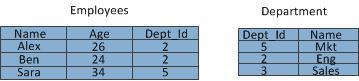 Employees
Name Age Dept_Id
Alex 26 2
Ben 24 2
Sara 34 5
Department
Dept_Id Name
5 Mkt
2 Eng
3 Sales